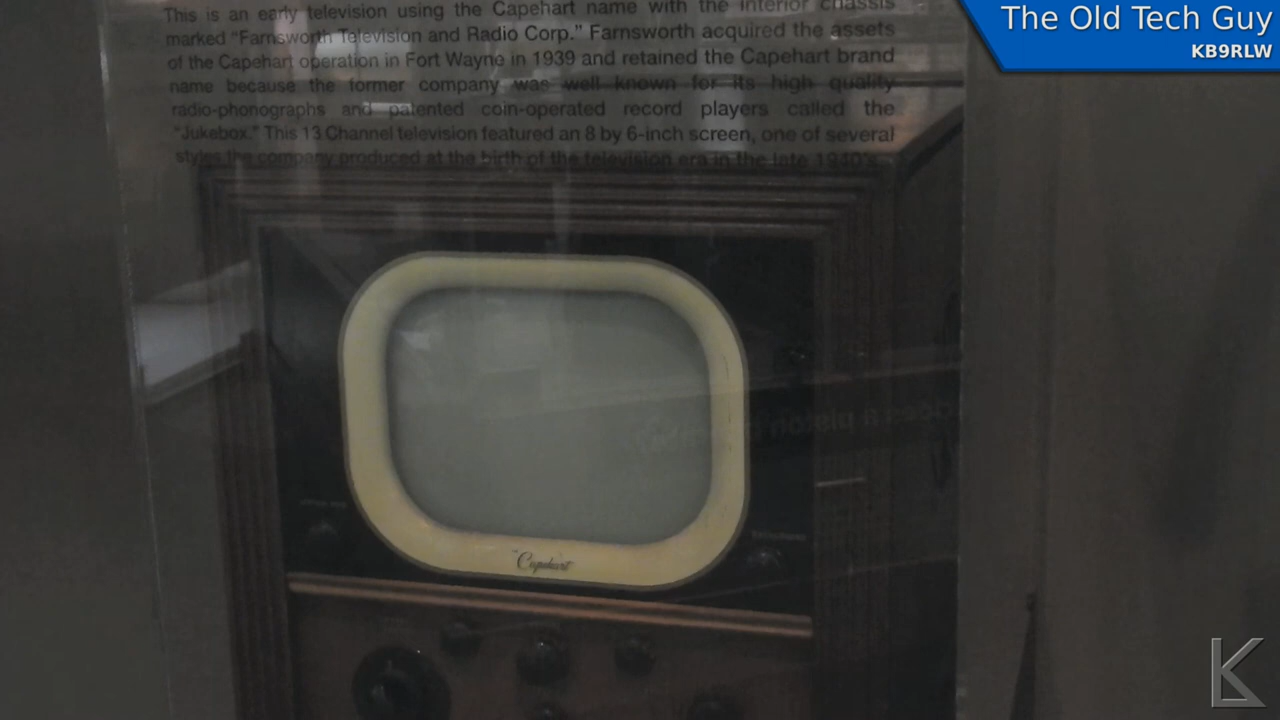 This is an early television using the Capehart name with the interior chassis
marked “Farnsworth Television and Radio Corp.” Farnsworth acquired the assets
of the Capehart operation in Fort Wayne in 1939 and retained the Capehart brand
name because the former company was well known for its high quality
radio-phonographs and patented coin-operated record players called the
“Jukebox.” This 13 Channel television featured an 8 by 6-inch screen, one of several
styles the company produced at the birth of the television era in the late 1940's.
The Old Tech Guy
KB9RLW
Capehart